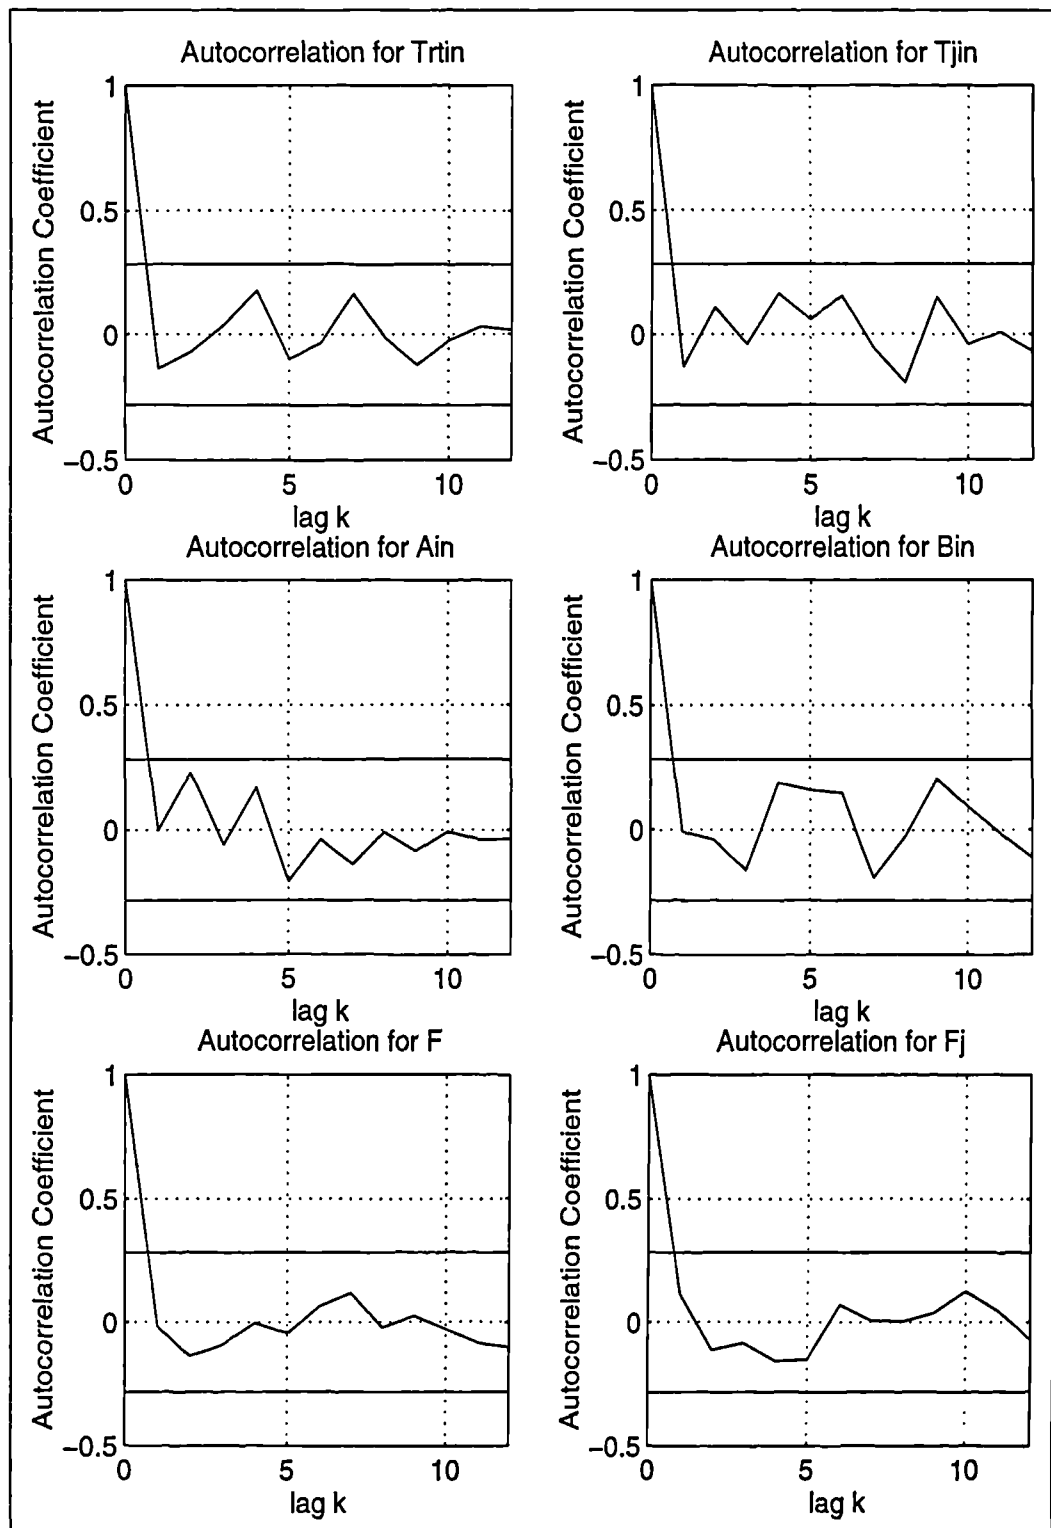 Autocorrelation for Trtin
Autocorrelation Coefficient
1
0.5
0
−0.5
0
5
10
lag k
Autocorrelation for Tjin
Autocorrelation Coefficient
1
0.5
0
−0.5
0
5
10
lag k
Autocorrelation for Ain
Autocorrelation Coefficient
1
0.5
0
−0.5
0
5
10
lag k
Autocorrelation for Bin
Autocorrelation Coefficient
1
0.5
0
−0.5
0
5
10
lag k
Autocorrelation for F
Autocorrelation Coefficient
1
0.5
0
−0.5
0
5
10
lag k
Autocorrelation for Fj
Autocorrelation Coefficient
1
0.5
0
−0.5
0
5
10
lag k